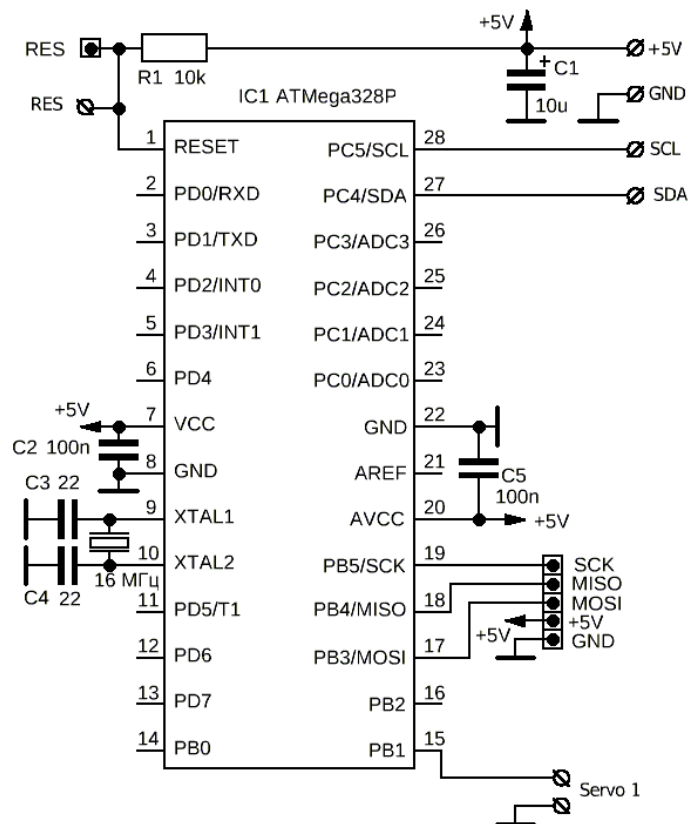 +5V
RES
+5V
R1 10k
+ C1
10u
GND
RES
IC1 ATMega328P
1 RESET
PC5/SCL 28
SCL
2 PD0/RXD
PC4/SDA 27
SDA
3 PD1/TXD
PC3/ADC3 26
4 PD2/INT0
PC2/ADC2 25
5 PD3/INT1
PC1/ADC1 24
6 PD4
PC0/ADC0 23
+5V
7 VCC
GND 22
C2 100n
8 GND
AREF 21
C5
100n
C3 22
9 XTAL1
AVCC 20
+5V
10 XTAL2
PB5/SCK 19
SCK
16 МГц
C4 22
MISO
11 PD5/T1
PB4/MISO 18
MOSI
+5V
+5V
GND
12 PD6
PB3/MOSI 17
13 PD7
PB2 16
14 PB0
PB1 15
Servo 1